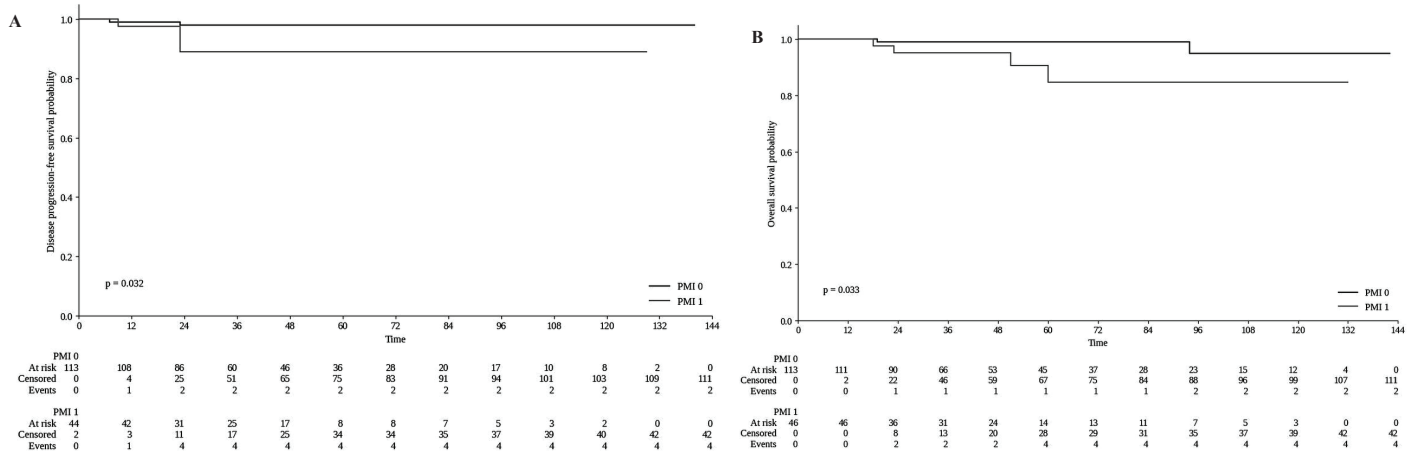 A
Disease progression-free survival probability
1.0
0.8
0.6
0.4
0.2
0.0
p = 0.032
PMI 0
PMI 1
0 12 24 36 48 60 72 84 96 108 120 132 144
Time
PMI 0
At risk 113 108 86 60 46 36 28 20 17 10 8 2 0
Censored 0 4 25 51 65 75 83 91 94 101 103 109 111
Events 0 1 2 2 2 2 2 2 2 2 2 2 2
PMI 1
At risk 44 42 31 25 17 8 8 7 5 3 2 0 0
Censored 2 3 11 17 25 34 34 35 37 39 40 42 42
Events 0 1 4 4 4 4 4 4 4 4 4 4 4
B
Overall survival probability
1.0
0.8
0.6
0.4
0.2
0.0
p = 0.033
PMI 0
PMI 1
0 12 24 36 48 60 72 84 96 108 120 132 144
Time
PMI 0
At risk 113 111 90 66 53 45 37 28 23 15 12 4 0
Censored 0 2 22 46 59 67 75 84 88 96 99 107 111
Events 0 0 1 1 1 1 1 1 2 2 2 2 2
PMI 1
At risk 46 46 36 31 24 14 13 11 7 5 3 0 0
Censored 0 0 8 13 20 28 29 31 35 37 39 42 42
Events 0 0 2 2 2 4 4 4 4 4 4 4 4